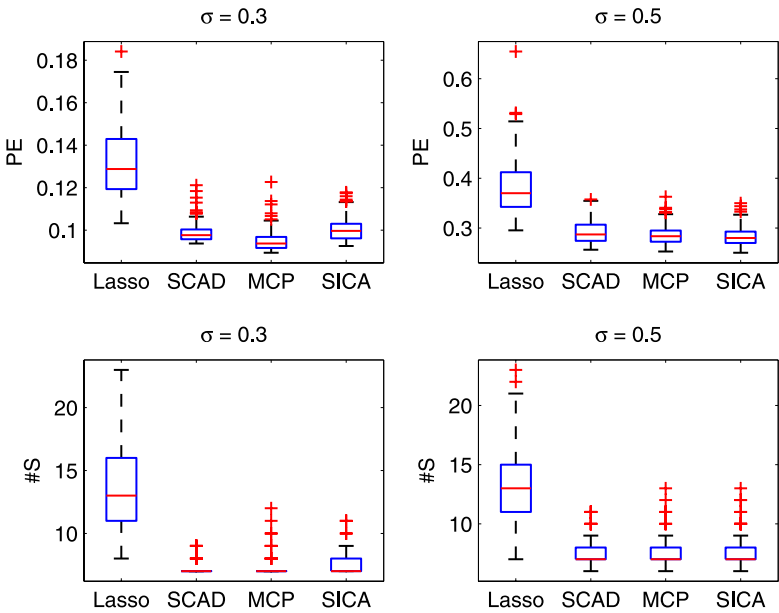 σ = 0.3
0.18
0.16
0.14
0.12
0.1
PE
Lasso SCAD MCP SICA
σ = 0.5
0.6
0.5
0.4
0.3
PE
Lasso SCAD MCP SICA
σ = 0.3
20
15
10
#S
Lasso SCAD MCP SICA
σ = 0.5
20
15
10
#S
Lasso SCAD MCP SICA